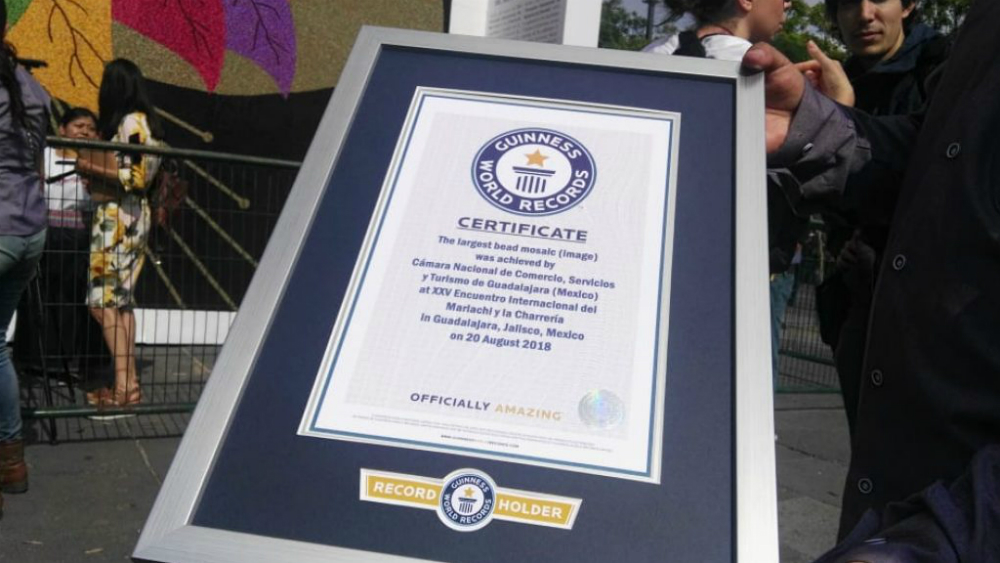 GUINNESS
WORLD RECORDS
CERTIFICATE
The largest bead mosaic (image)
was achieved by
Cámara Nacional de Comercio, Servicios
y Turismo de Guadalajara (Mexico)
at XXV Encuentro Internacional del
Mariachi y la Charrería
in Guadalajara, Jalisco, Mexico
on 20 August 2018
OFFICIALLY AMAZING
RECORD HOLDER
GUINNESS
WORLD RECORDS